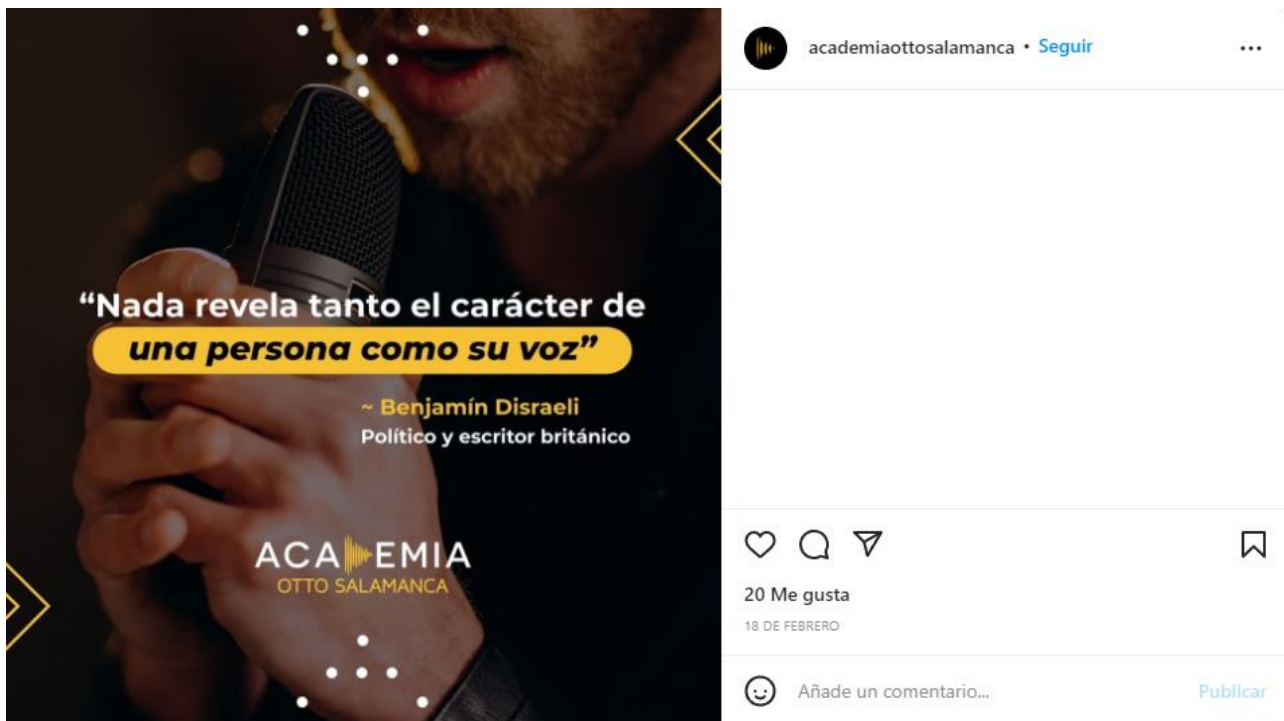 “Nada revela tanto el carácter de
una persona como su voz”
~ Benjamín Disraeli
Político y escritor británico
ACADEMIA
OTTO SALAMANCA
academiaottosalamanca • Seguir
20 Me gusta
18 DE FEBRERO
Añade un comentario... Publicar